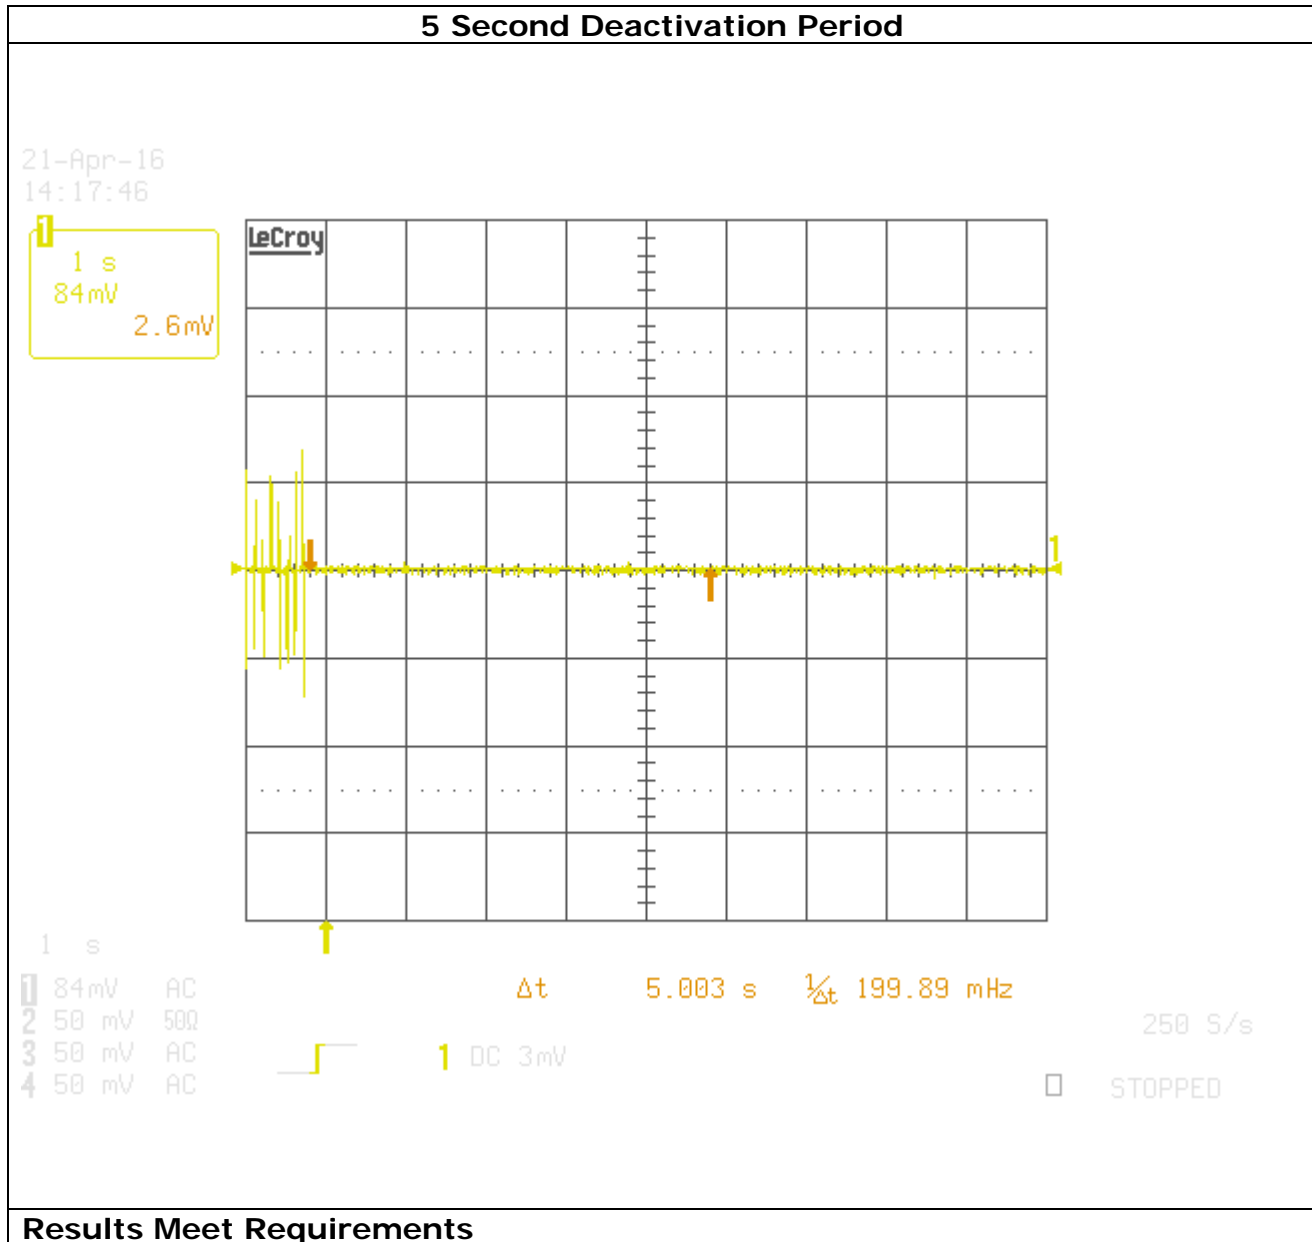 5 Second Deactivation Period
21-Apr-16
14:17:46
1
1 s
84mV
2.6mV
LeCroy
1
1 s
1 84mV AC
2 50 mV 50Ω
3 50 mV AC
4 50 mV AC
Δt 5.003 s 1/Δt 199.89 mHz
1 DC 3mV
250 S/s
STOPPED
Results Meet Requirements